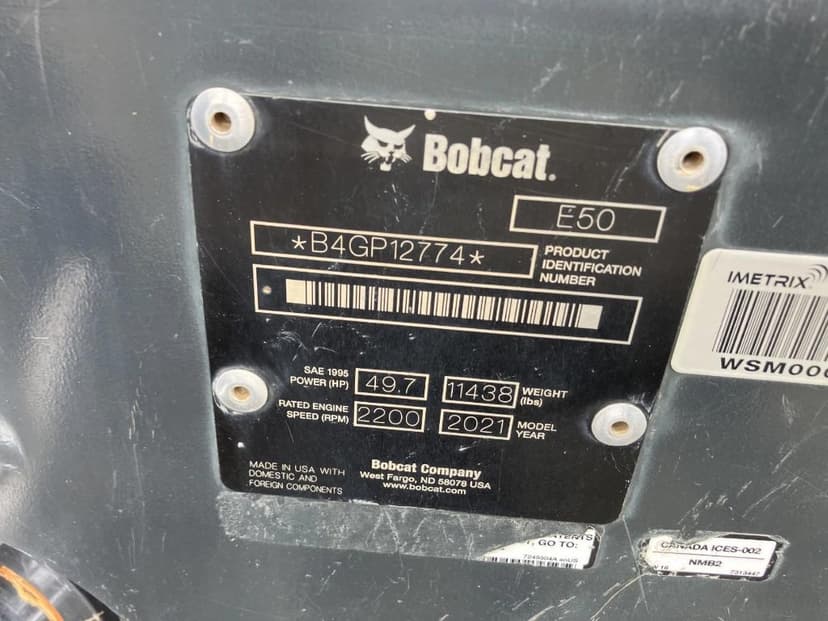 Bobcat.
E50
*B4GP12774*
PRODUCT
IDENTIFICATION
NUMBER
IMETRIX
SAE 1995
POWER (HP)
49.7
11438
WEIGHT
(lbs)
RATED ENGINE
SPEED (RPM)
2200
2021
MODEL
YEAR
MADE IN USA WITH
DOMESTIC AND
FOREIGN COMPONENTS
Bobcat Company
West Fargo, ND 58078 USA
www.bobcat.com
GO TO:
CANADA ICES-002
NMB2
7313447